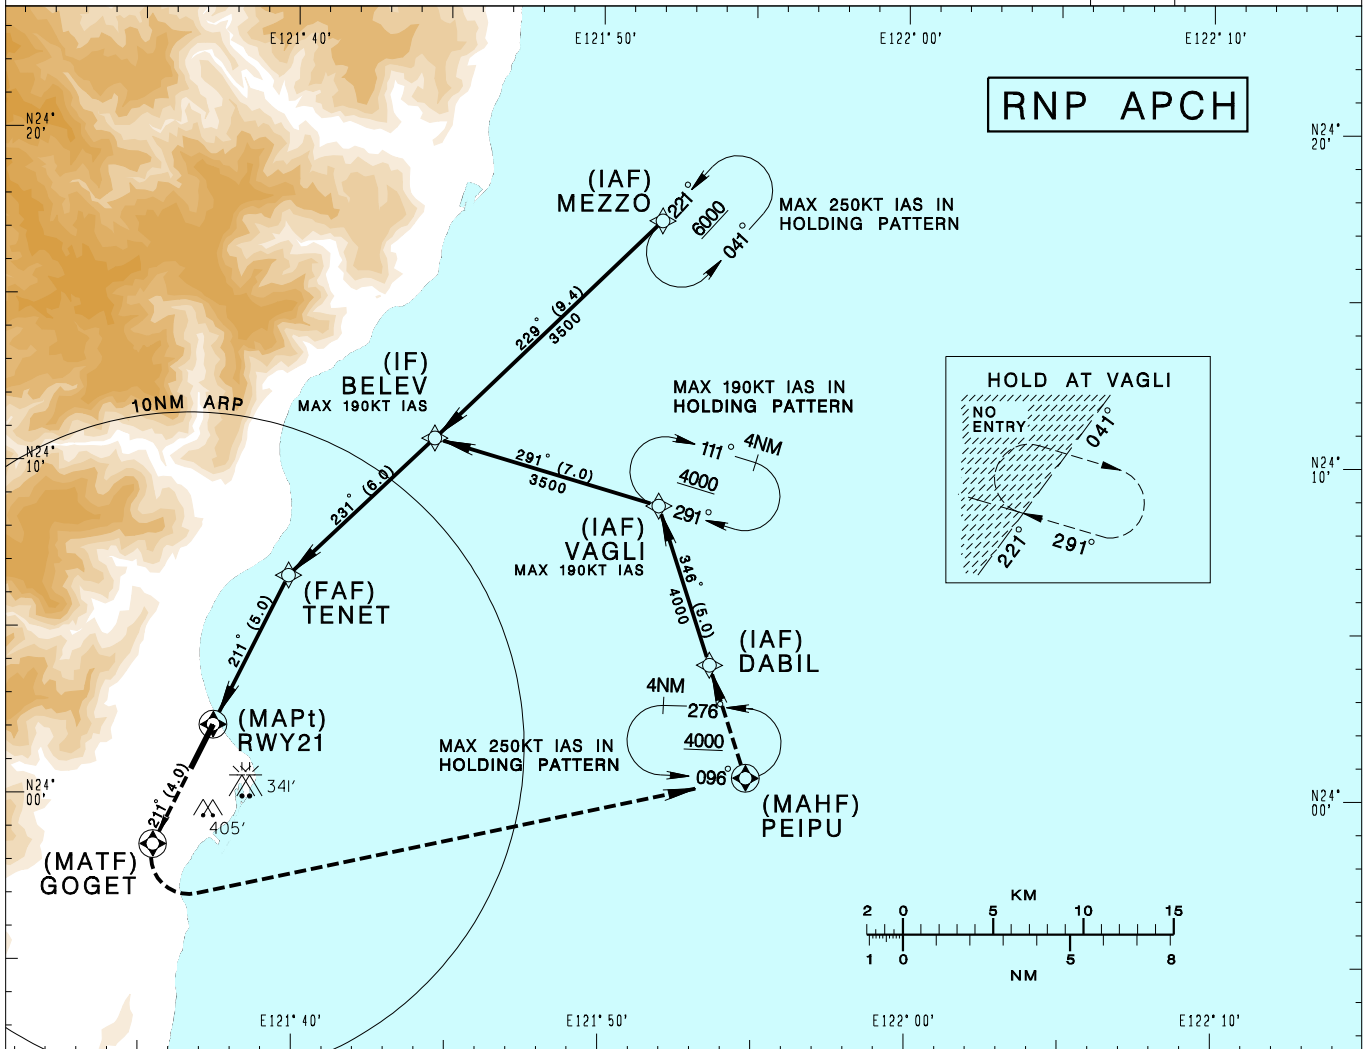 E121° 40'
E121° 50'
E122° 00'
E122° 10'
RNP APCH
N24°
20'
N24°
20'
(IAF)
MEZZO
221°
6000
041°
MAX 250KT IAS IN
HOLDING PATTERN
229° (9.4)
3500
(IF)
BELEV
MAX 190KT IAS
10NM ARP
MAX 190KT IAS IN
HOLDING PATTERN
111°
4NM
4000
291°
291° (7.0)
3500
HOLD AT VAGLI
NO
ENTRY
041°
221°
291°
N24°
10'
N24°
10'
231° (6.0)
(IAF)
VAGLI
MAX 190KT IAS
(FAF)
TENET
346° (5.0)
4000
211° (5.0)
(IAF)
DABIL
4NM
276°
4000
096°
MAX 250KT IAS IN
HOLDING PATTERN
(MAPt)
RWY21
341'
405'
211° (4.0)
N24°
00'
N24°
00'
(MAHF)
PEIPU
(MATF)
GOGET
KM
2 0 5 10 15
1 0 5 8
NM
E121° 40'
E121° 50'
E122° 00'
E122° 10'